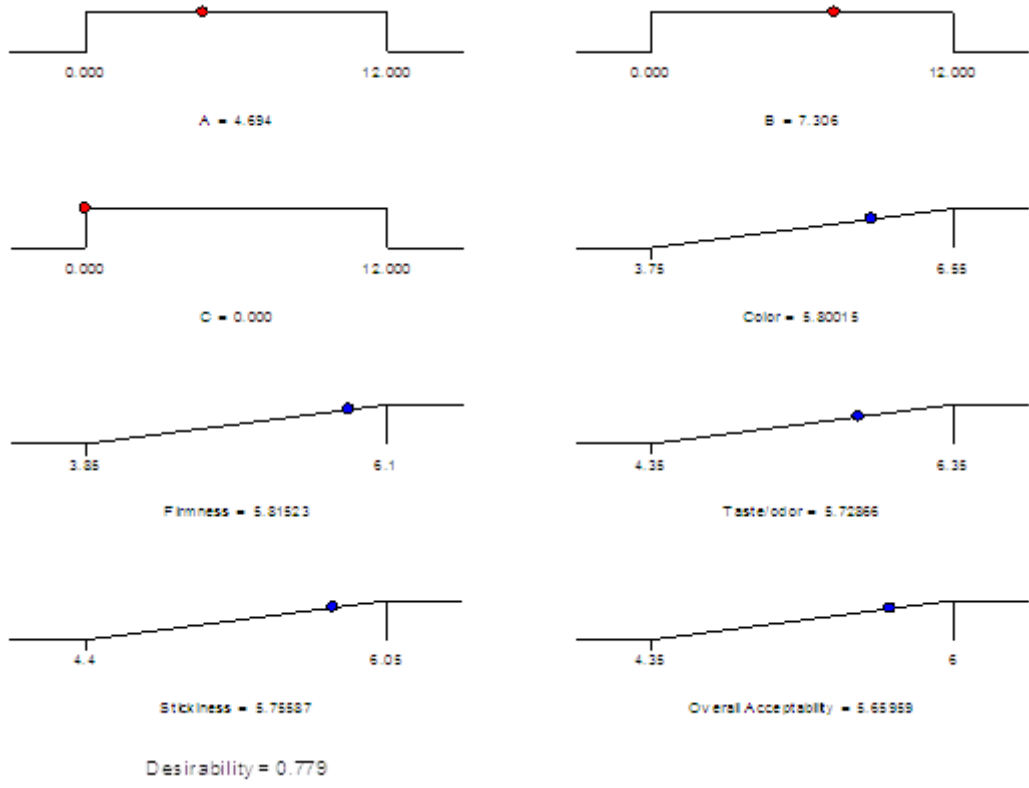 0.000 12.000
A = 4.694
0.000 12.000
B = 7.306
0.000 12.000
C = 0.000
3.75 6.55
Color = 5.80015
3.85 6.1
Firmness = 5.81523
4.35 6.35
Taste/odor = 5.72866
4.4 6.05
Stickiness = 5.75587
4.35 6
Overall Acceptability = 5.65959
Desirability = 0.779